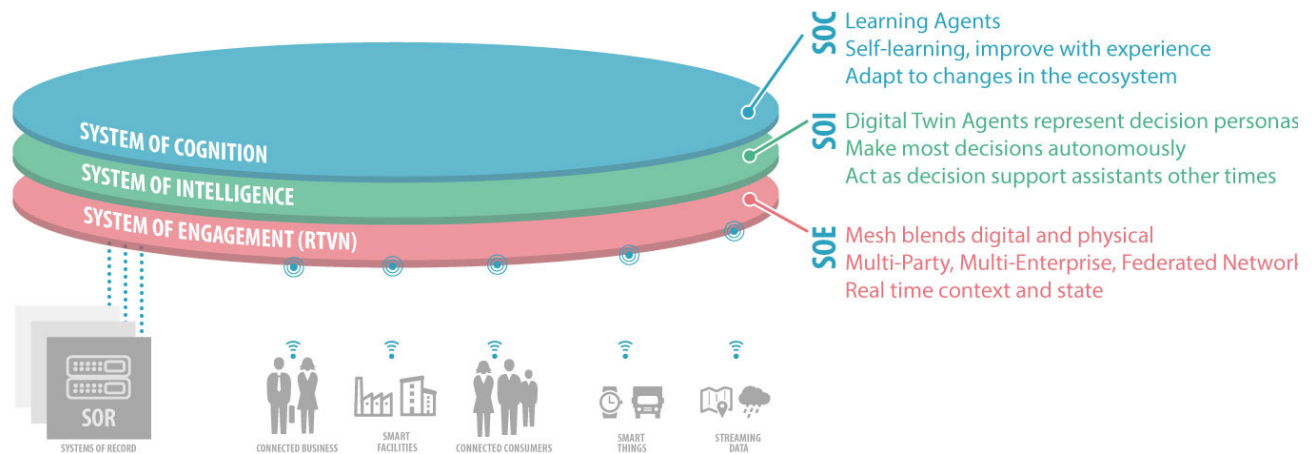 SOC
Learning Agents
Self-learning, improve with experience
Adapt to changes in the ecosystem
SYSTEM OF COGNITION
SOI
Digital Twin Agents represent decision personas
Make most decisions autonomously
Act as decision support assistants other times
SYSTEM OF INTELLIGENCE
SYSTEM OF ENGAGEMENT (RTVN)
SOE
Mesh blends digital and physical
Multi-Party, Multi-Enterprise, Federated Network
Real time context and state
SOR
SYSTEMS OF RECORD
CONNECTED BUSINESS
SMART
FACILITIES
CONNECTED CONSUMERS
SMART
THINGS
STREAMING
DATA